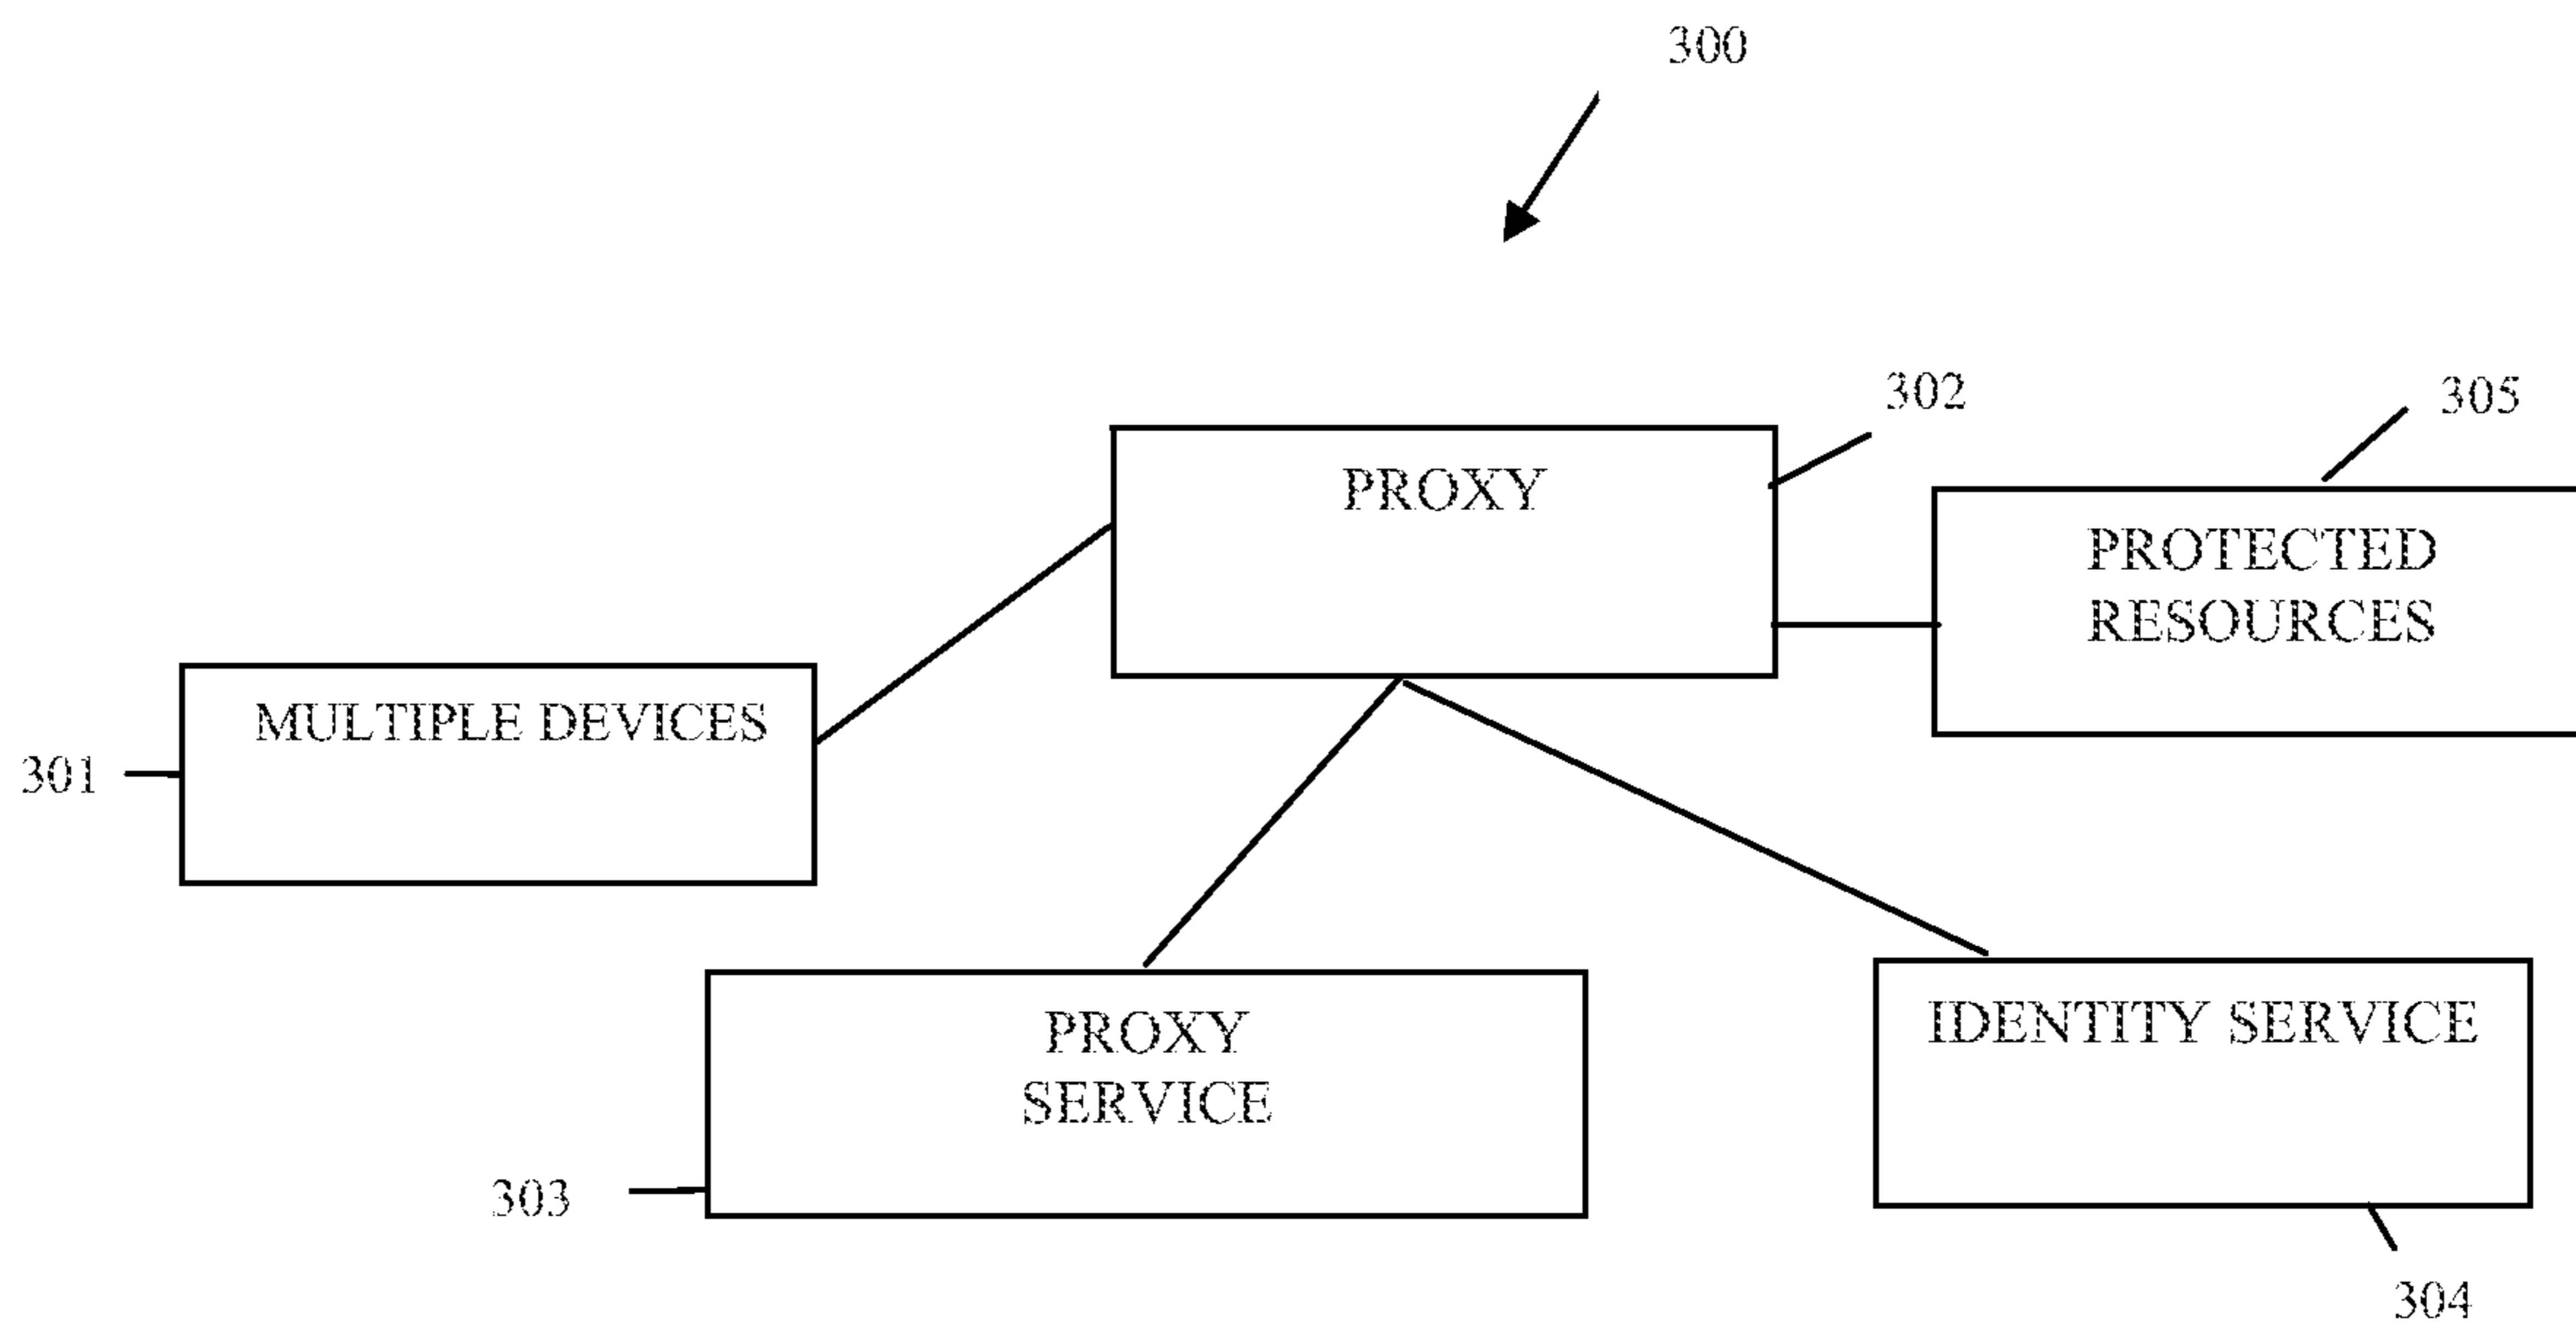 300
302
305
PROXY
PROTECTED
RESOURCES
MULTIPLE DEVICES
301
PROXY
SERVICE
IDENTITY SERVICE
303
304